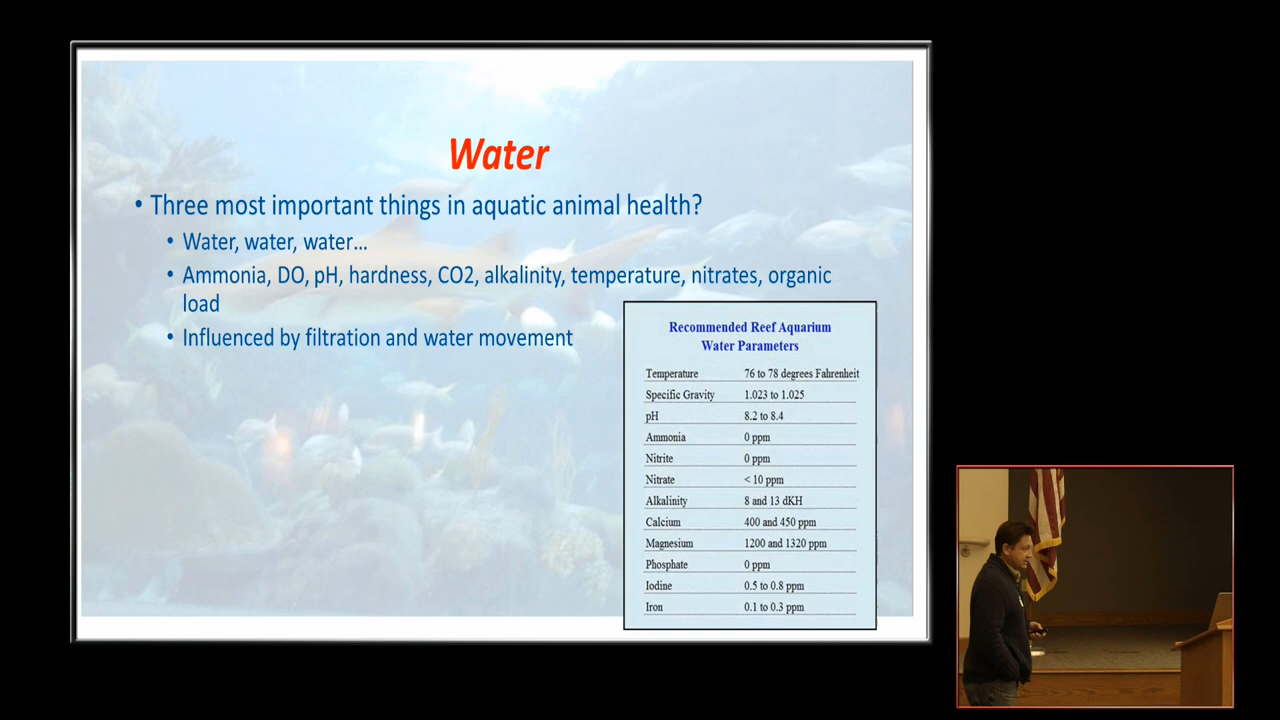 Water
• Three most important things in aquatic animal health?
• Water, water, water…
• Ammonia, DO, pH, hardness, CO2, alkalinity, temperature, nitrates, organic
load
• Influenced by filtration and water movement
Recommended Reef Aquarium
Water Parameters
Temperature 76 to 78 degrees Fahrenheit
Specific Gravity 1.023 to 1.025
pH 8.2 to 8.4
Ammonia 0 ppm
Nitrite 0 ppm
Nitrate < 10 ppm
Alkalinity 8 and 13 dKH
Calcium 400 and 450 ppm
Magnesium 1200 and 1320 ppm
Phosphate 0 ppm
Iodine 0.5 to 0.8 ppm
Iron 0.1 to 0.3 ppm